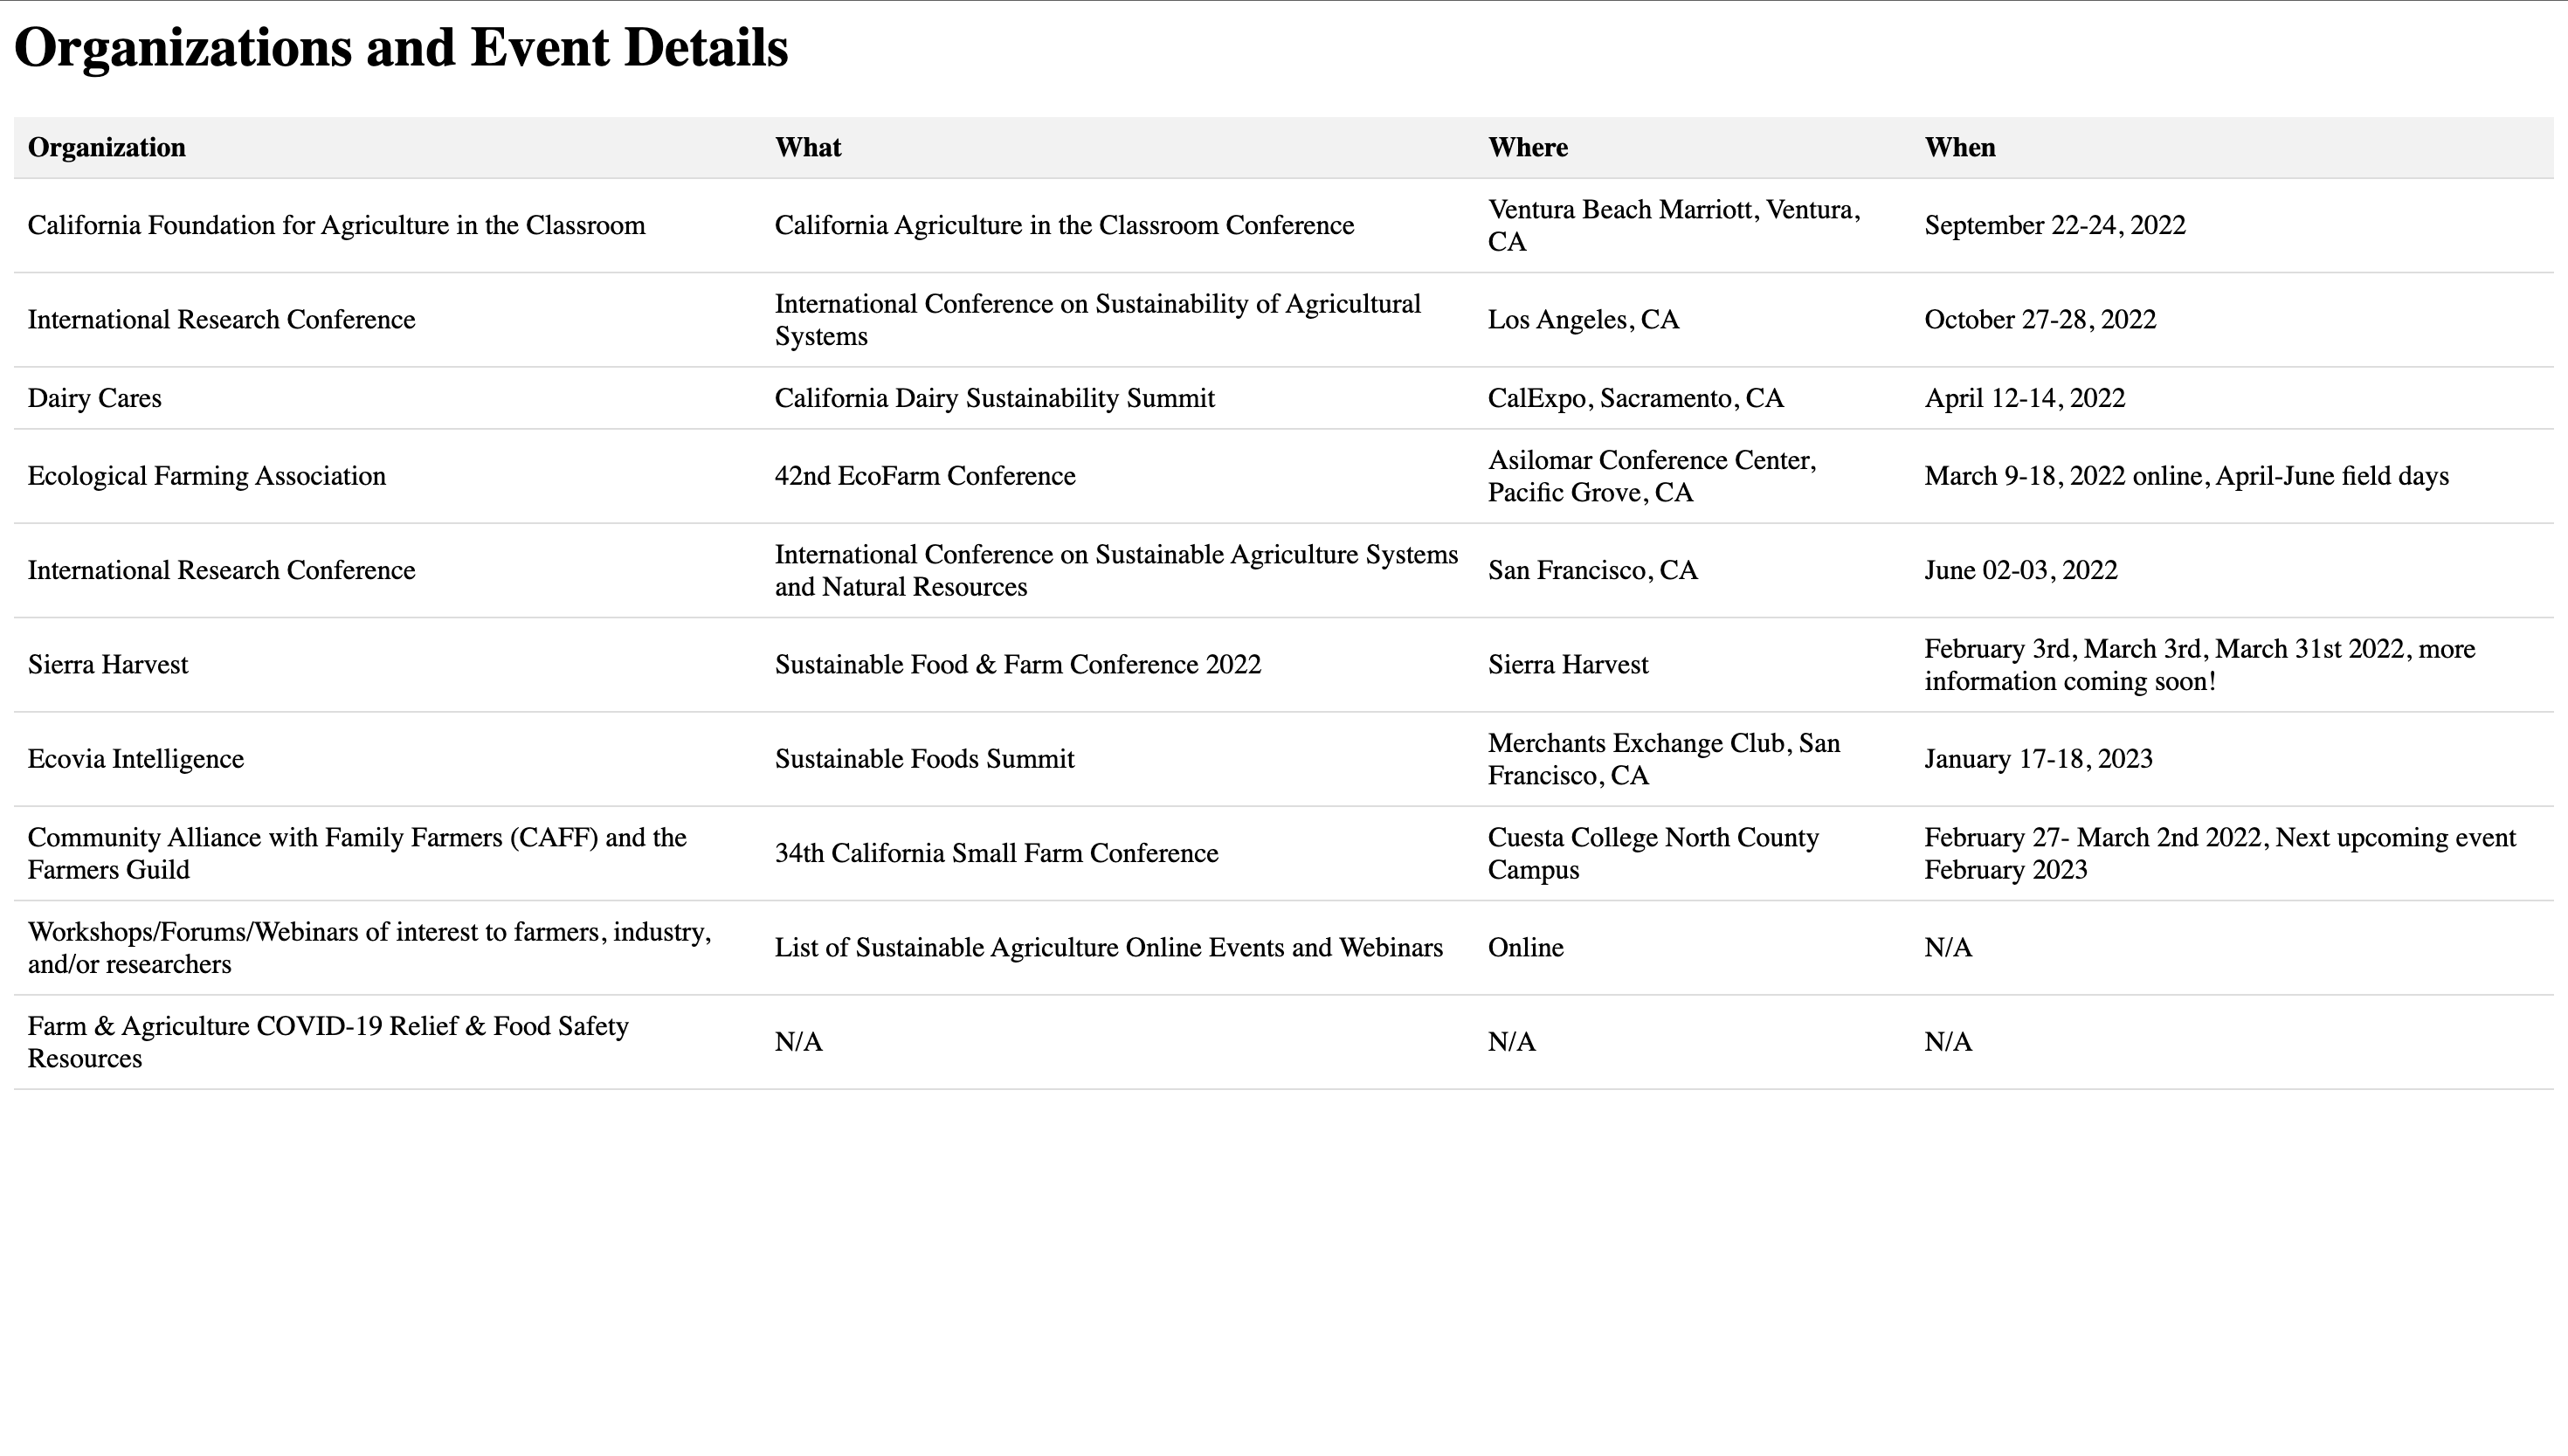 Organizations and Event Details
Organization What Where When
California Foundation for Agriculture in the Classroom California Agriculture in the Classroom Conference Ventura Beach Marriott, Ventura, CA September 22-24, 2022
International Research Conference International Conference on Sustainability of Agricultural Systems Los Angeles, CA October 27-28, 2022
Dairy Cares California Dairy Sustainability Summit CalExpo, Sacramento, CA April 12-14, 2022
Ecological Farming Association 42nd EcoFarm Conference Asilomar Conference Center, Pacific Grove, CA March 9-18, 2022 online, April-June field days
International Research Conference International Conference on Sustainable Agriculture Systems and Natural Resources San Francisco, CA June 02-03, 2022
Sierra Harvest Sustainable Food & Farm Conference 2022 Sierra Harvest February 3rd, March 3rd, March 31st 2022, more information coming soon!
Ecovia Intelligence Sustainable Foods Summit Merchants Exchange Club, San Francisco, CA January 17-18, 2023
Community Alliance with Family Farmers (CAFF) and the Farmers Guild 34th California Small Farm Conference Cuesta College North County Campus February 27- March 2nd 2022, Next upcoming event February 2023
Workshops/Forums/Webinars of interest to farmers, industry, and/or researchers List of Sustainable Agriculture Online Events and Webinars Online N/A
Farm & Agriculture COVID-19 Relief & Food Safety Resources N/A N/A N/A